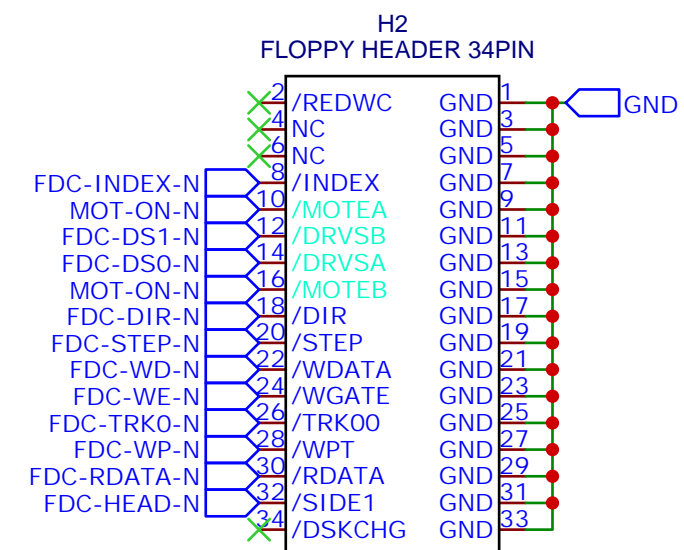 H2
FLOPPY HEADER 34PIN
2 /REDWC GND 1 GND
4 NC GND 3
6 NC GND 5
FDC-INDEX-N 8 /INDEX GND 7
MOT-ON-N 10 /MOTEA GND 9
FDC-DS1-N 12 /DRVSB GND 11
FDC-DS0-N 14 /DRVSA GND 13
MOT-ON-N 16 /MOTEB GND 15
FDC-DIR-N 18 /DIR GND 17
FDC-STEP-N 20 /STEP GND 19
FDC-WD-N 22 /WDATA GND 21
FDC-WE-N 24 /WGATE GND 23
FDC-TRK0-N 26 /TRK00 GND 25
FDC-WP-N 28 /WPT GND 27
FDC-RDATA-N 30 /RDATA GND 29
FDC-HEAD-N 32 /SIDE1 GND 31
34 /DSKCHG GND 33